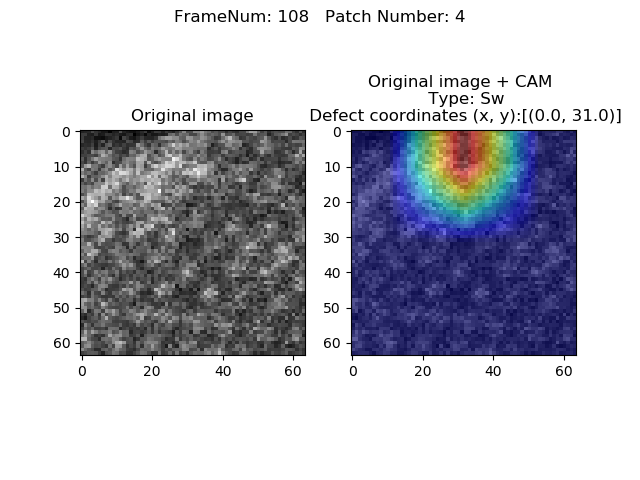 FrameNum: 108   Patch Number: 4
Original image
Original image + CAM
Type: Sw
Defect coordinates (x, y):[(0.0, 31.0)]
0
10
20
30
40
50
60
0 20 40 60
0
10
20
30
40
50
60
0 20 40 60